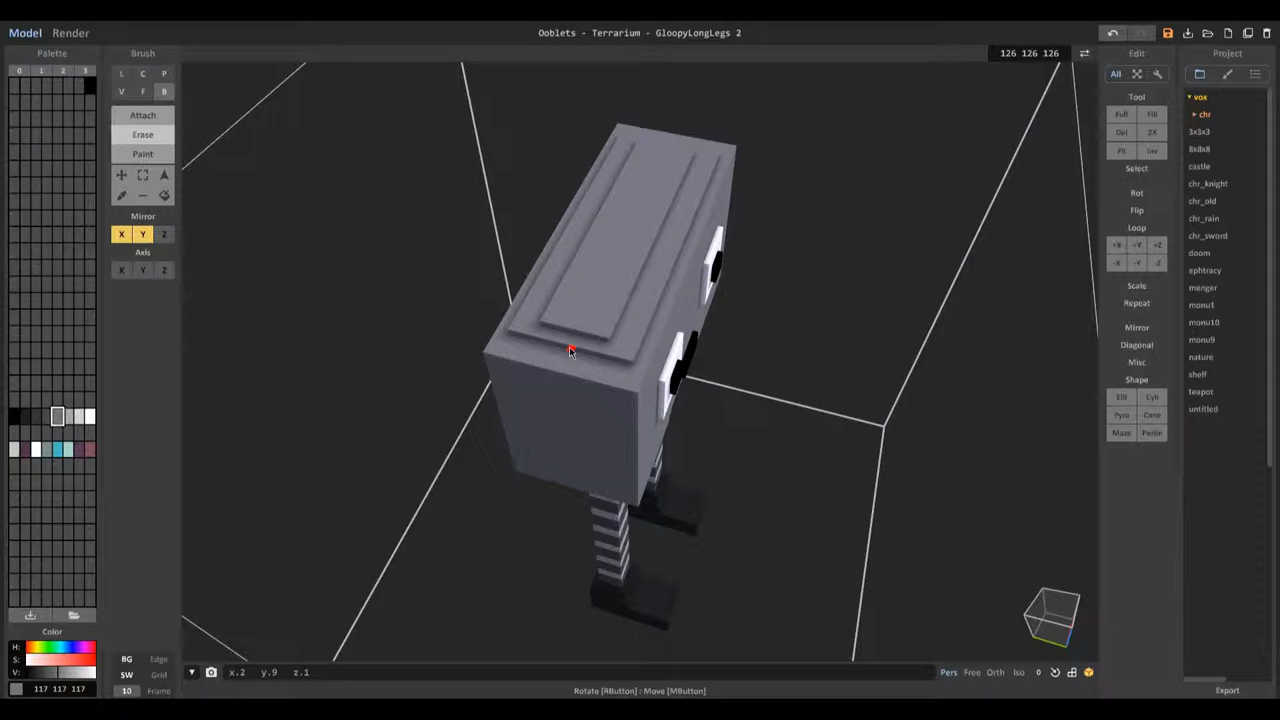 Model Render
Ooblets - Terrarium - GloopyLongLegs 2
Palette
0 1 2 3
Color
H:
S:
V:
117 117 117
Brush
L C P
V F B
Attach
Erase
Paint
Mirror
X Y Z
Axis
X Y Z
BG Edge
SW Grid
10 Frame
126 126 126
x.2 y.9 z.1
Pers Free Orth Iso 0
Rotate [RButton] : Move [MButton]
Edit
All
Tool
Full Fill
Del 2X
Fit Inv
Select
Rot
Flip
Loop
+X +Y +Z
-X -Y -Z
Scale
Repeat
Mirror
Diagonal
Misc
Shape
Elli Cyli
Pyra Cone
Maze Perlin
Project
▾ vox
▸ chr
3x3x3
8x8x8
castle
chr_knight
chr_old
chr_rain
chr_sword
doom
ephtracy
menger
monu1
monu10
monu9
nature
shelf
teapot
untitled
Export